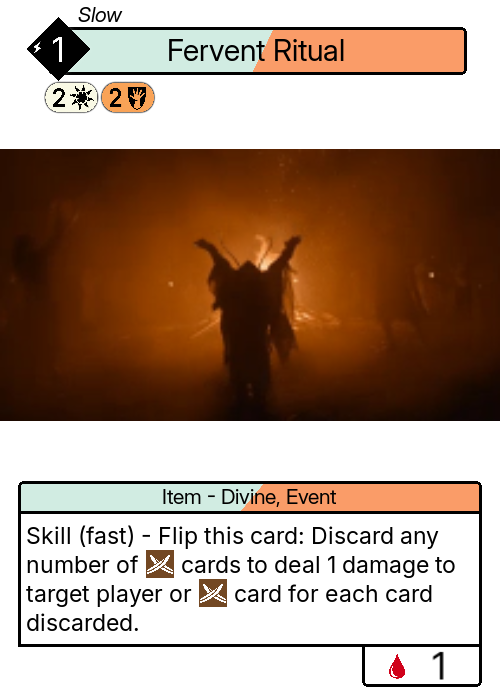 Slow
1 Fervent Ritual
2 2
Item - Divine, Event
Skill (fast) - Flip this card: Discard any
number of cards to deal 1 damage to
target player or card for each card
discarded.
1